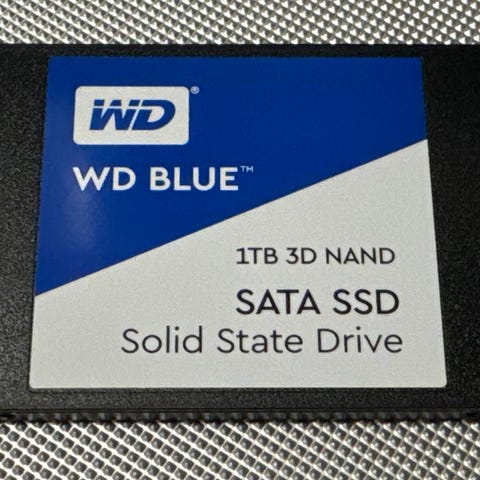 WD®
WD BLUE™
1TB 3D NAND
SATA SSD
Solid State Drive